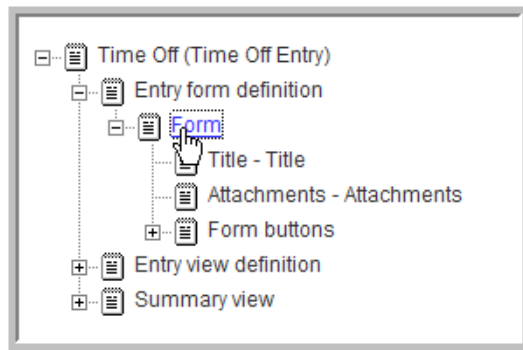 Time Off (Time Off Entry)
Entry form definition
Form
Title - Title
Attachments - Attachments
Form buttons
Entry view definition
Summary view